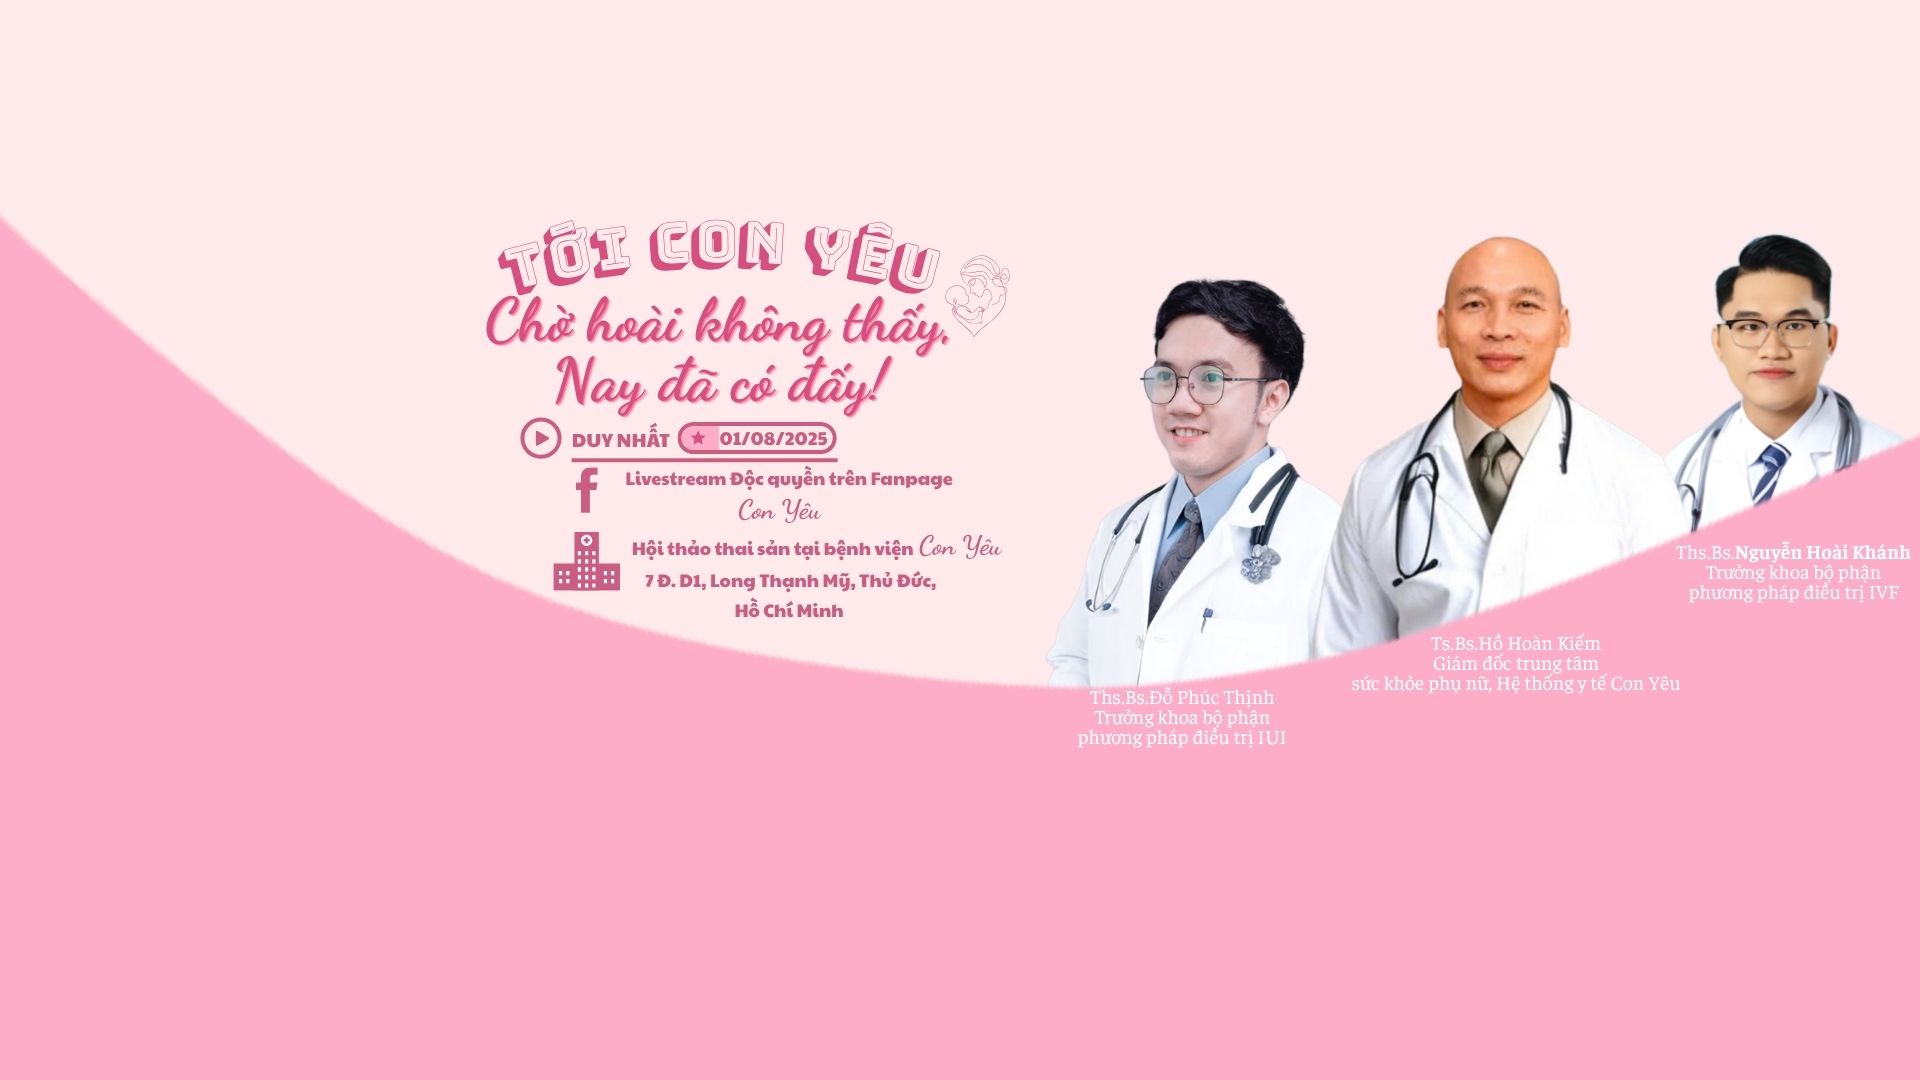 TỚI CON YÊU
Chờ hoài không thấy,
Nay đã có đấy!
DUY NHẤT 01/08/2025
Livestream Độc quyền trên Fanpage
Con Yêu
Hội thảo thai sản tại bệnh viện Con Yêu
7 Đ. D1, Long Thạnh Mỹ, Thủ Đức,
Hồ Chí Minh
Ths.Bs.Đỗ Phúc Thịnh
Trưởng khoa bộ phận
phương pháp điều trị IUI
Ts.Bs.Hồ Hoàn Kiếm
Giám đốc trung tâm
sức khỏe phụ nữ, Hệ thống y tế Con Yêu
Ths.Bs.Nguyễn Hoài Khánh
Trưởng khoa bộ phận
phương pháp điều trị IVF